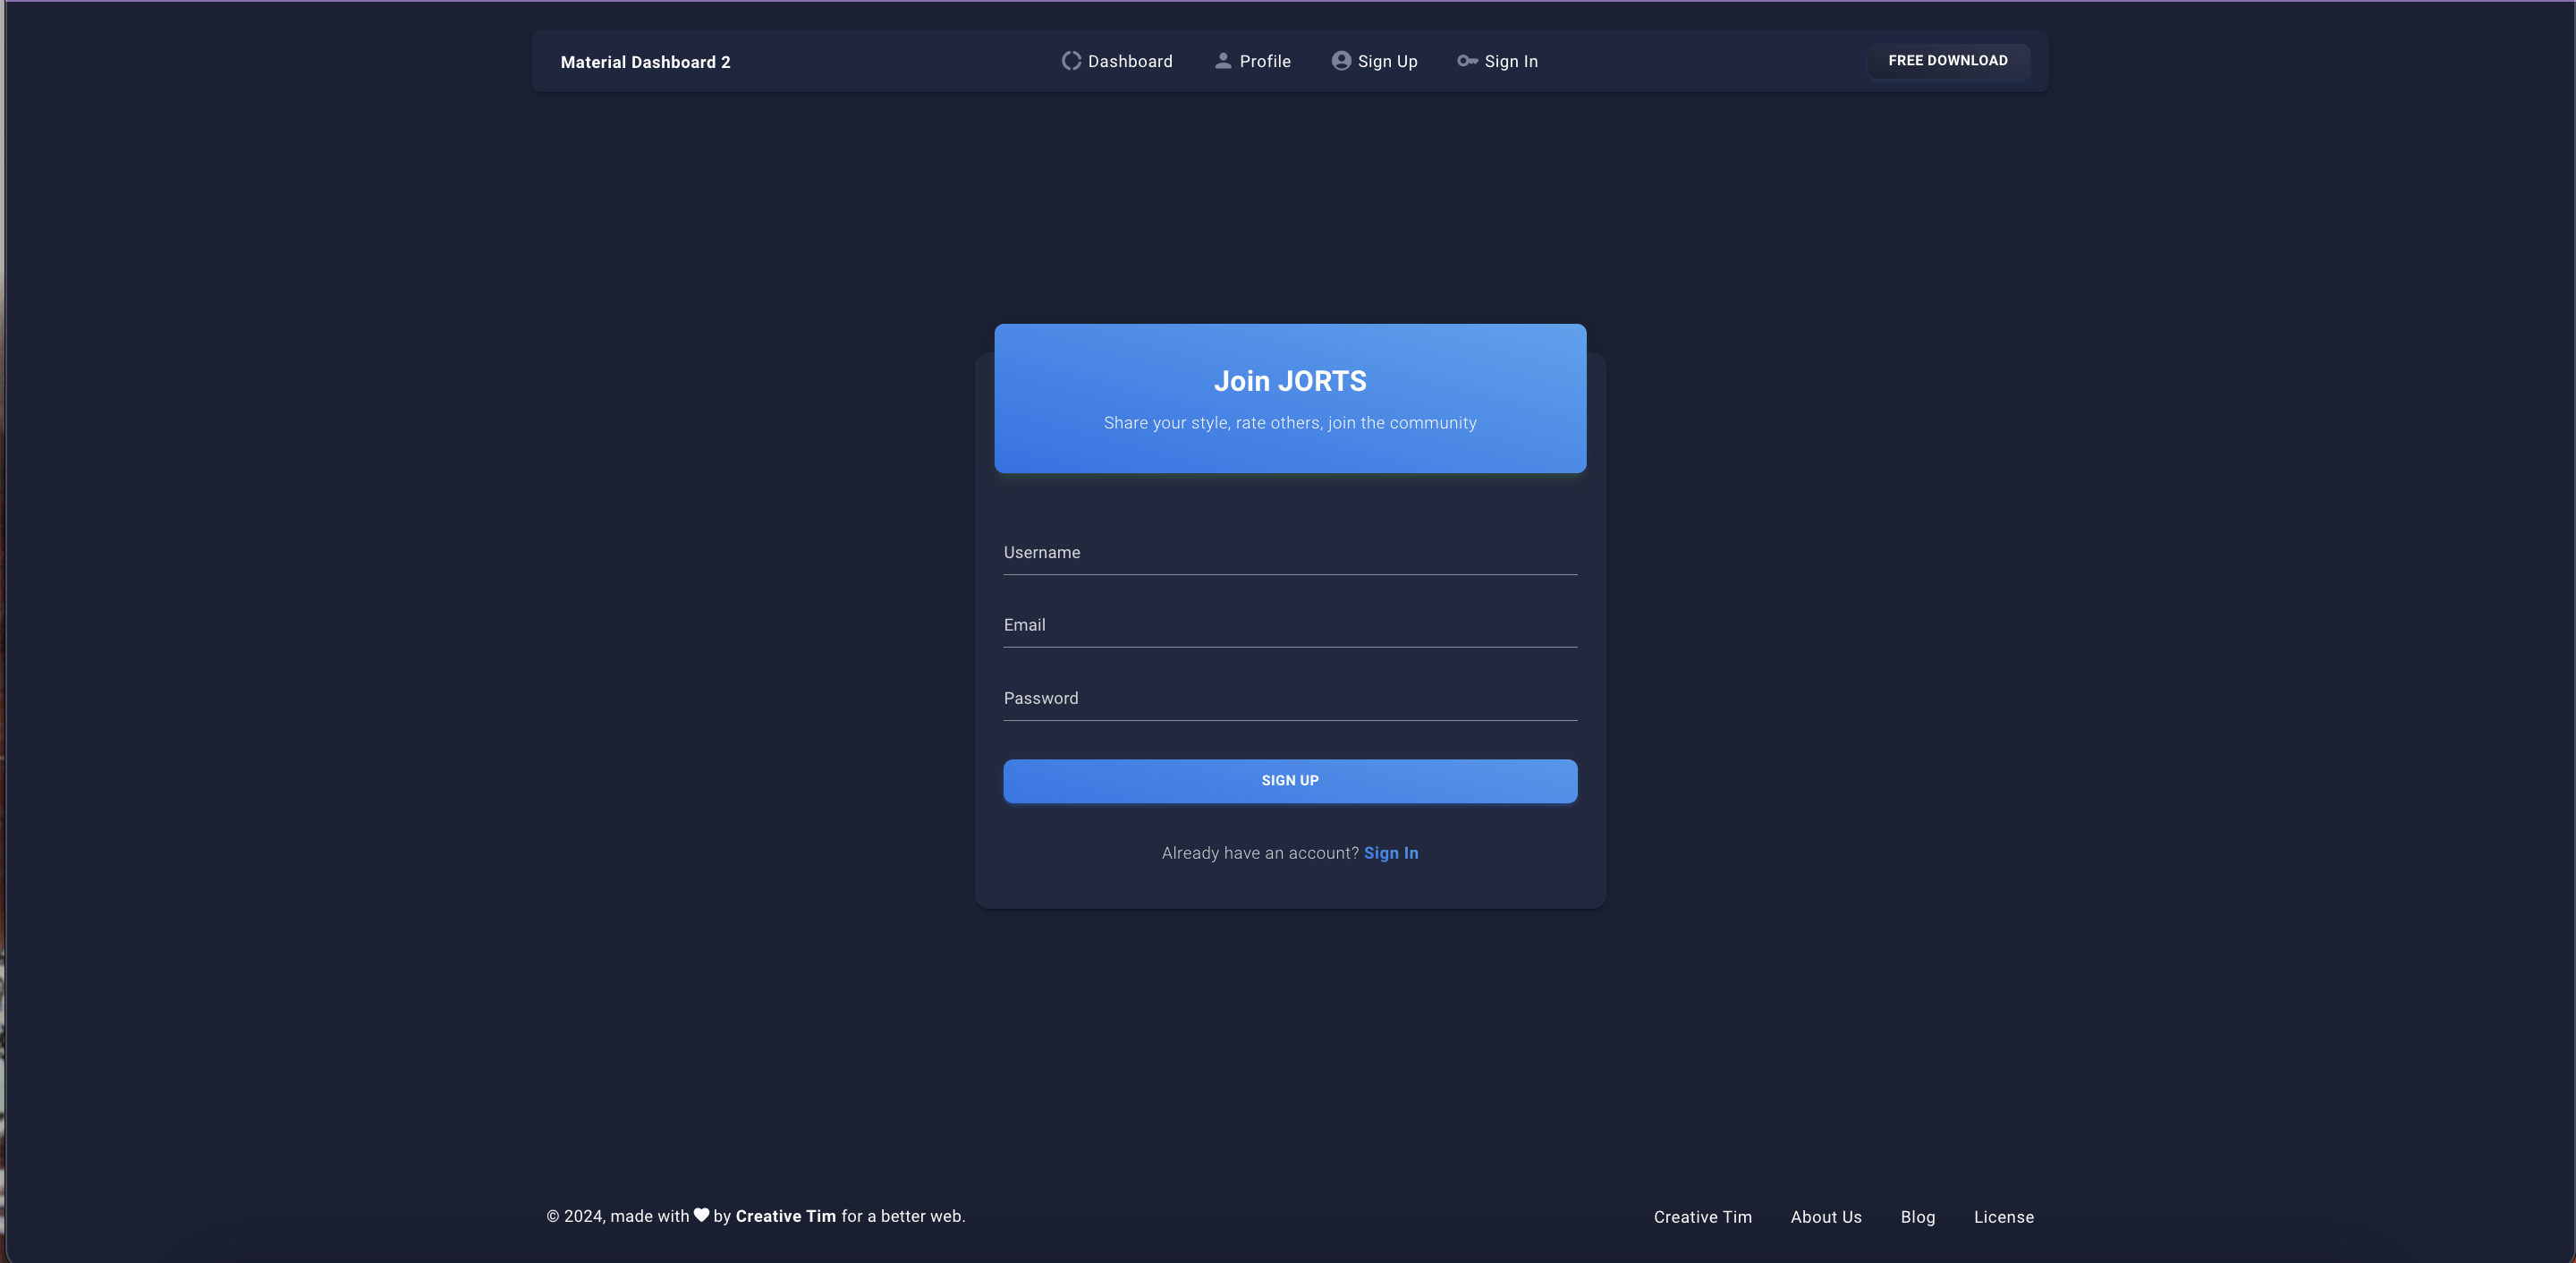 Material Dashboard 2
Dashboard
Profile
Sign Up
Sign In
FREE DOWNLOAD
Join JORTS
Share your style, rate others, join the community
Username
Email
Password
SIGN UP
Already have an account? Sign In
© 2024, made with by Creative Tim for a better web.
Creative Tim
About Us
Blog
License